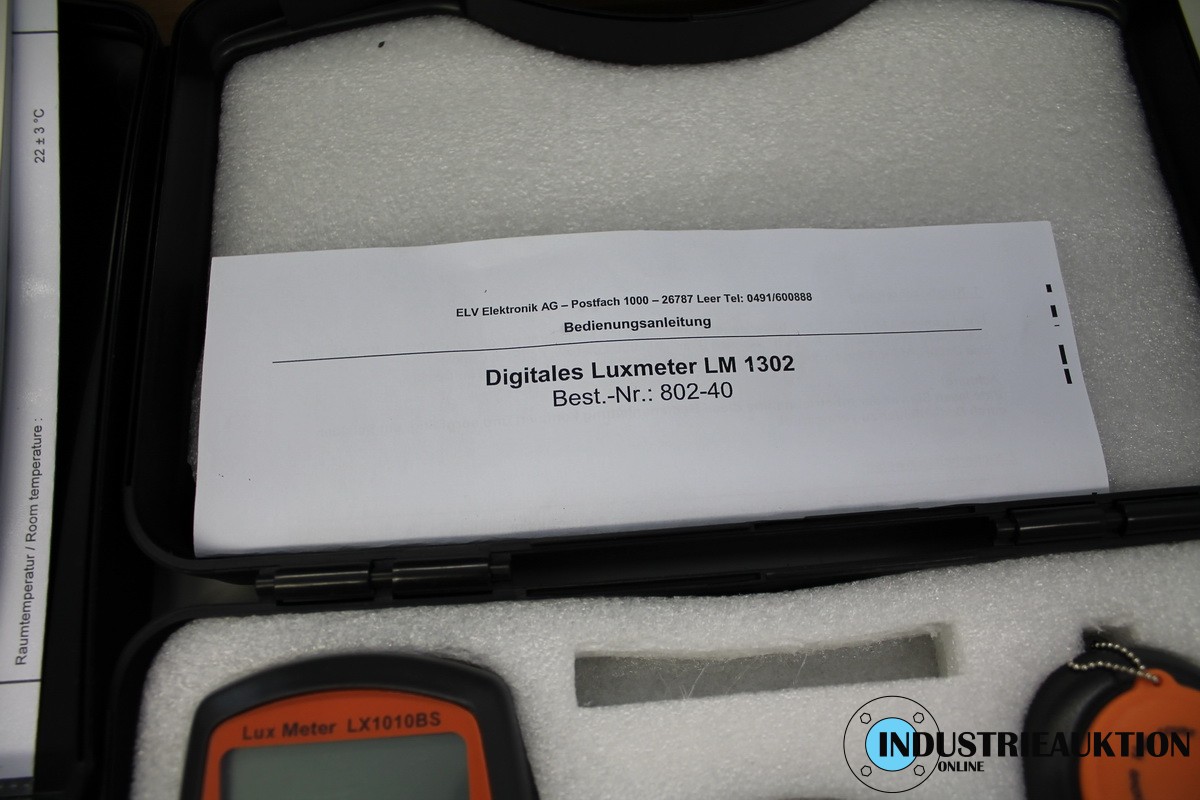 22 ± 3 °C
Raumtemperatur / Room temperature :
ELV Elektronik AG – Postfach 1000 – 26787 Leer Tel: 0491/600888
Bedienungsanleitung
Digitales Luxmeter LM 1302
Best.-Nr.: 802-40
Lux Meter LX1010BS
INDUSTRIEAUKTION
ONLINE